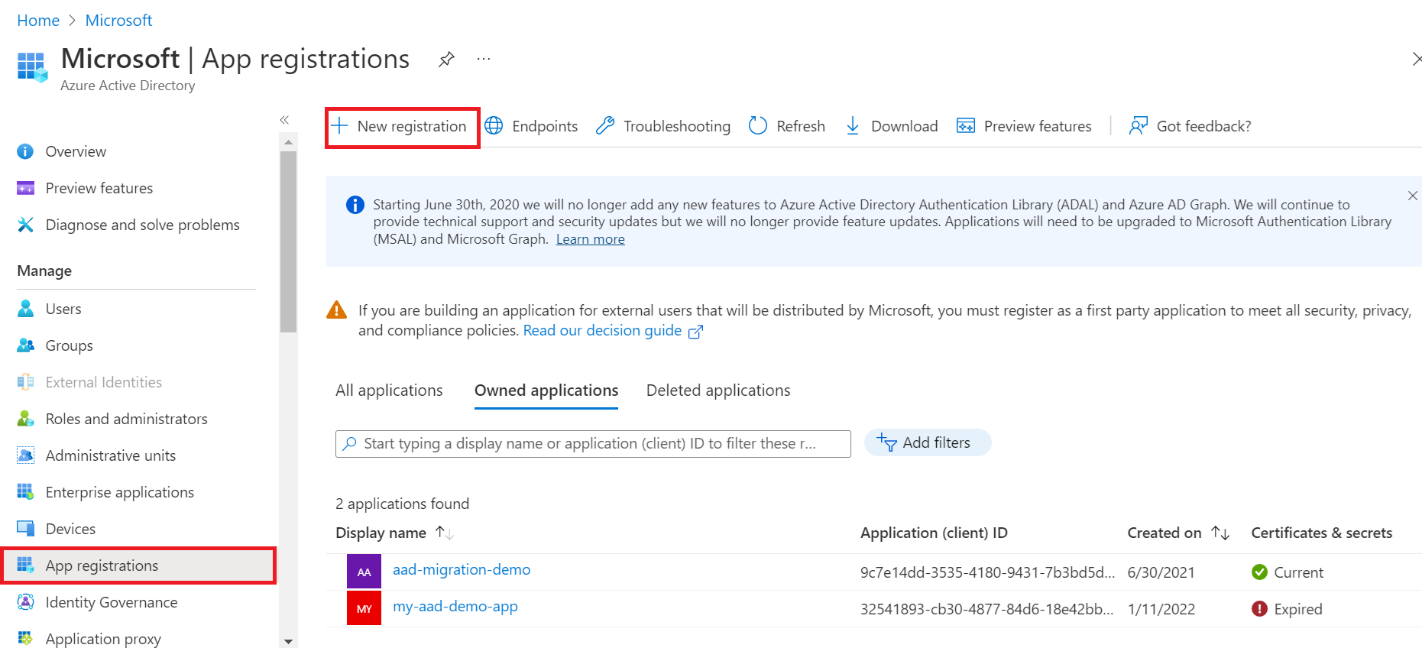 Home > Microsoft
Microsoft | App registrations ...
Azure Active Directory
Overview
Preview features
Diagnose and solve problems
Manage
Users
Groups
External Identities
Roles and administrators
Administrative units
Enterprise applications
Devices
App registrations
Identity Governance
Application proxy
New registration Endpoints Troubleshooting Refresh Download Preview features Got feedback?
Starting June 30th, 2020 we will no longer add any new features to Azure Active Directory Authentication Library (ADAL) and Azure AD Graph. We will continue to
provide technical support and security updates but we will no longer provide feature updates. Applications will need to be upgraded to Microsoft Authentication Library
(MSAL) and Microsoft Graph. Learn more
If you are building an application for external users that will be distributed by Microsoft, you must register as a first party application to meet all security, privacy,
and compliance policies. Read our decision guide
All applications Owned applications Deleted applications
Start typing a display name or application (client) ID to filter these r... Add filters
2 applications found
Display name Application (client) ID Created on Certificates & secrets
AA aad-migration-demo 9c7e14dd-3535-4180-9431-7b3bd5d... 6/30/2021 Current
MY my-aad-demo-app 32541893-cb30-4877-84d6-18e42bb... 1/11/2022 Expired